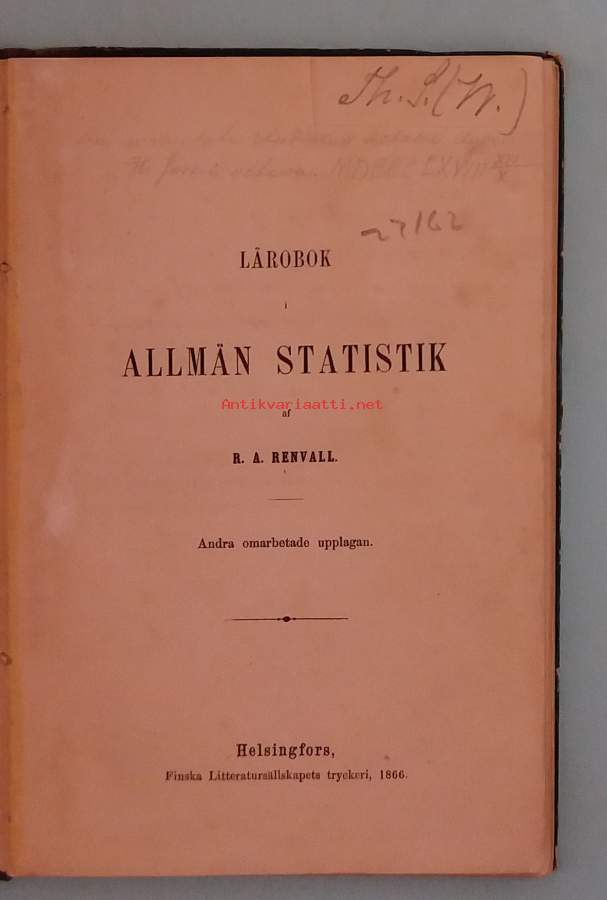 Th. S. (W.)
27162
LÄROBOK
i
ALLMÄN STATISTIK
Antikvariaatti.net
af
R. A. RENVALL.
Andra omarbetade upplagan.
Helsingfors,
Finska Litteratursällskapets tryckeri, 1866.